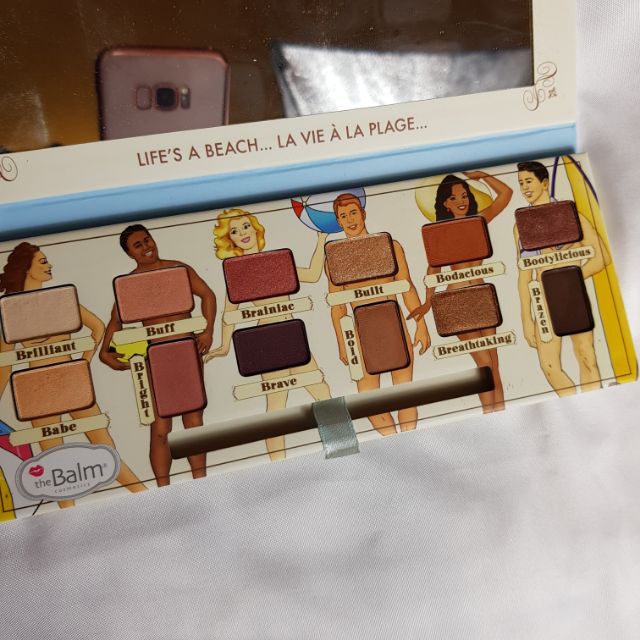 LIFE'S A BEACH... LA VIE À LA PLAGE...
Brilliant
Buff
Brainiac
Built
Bodacious
Bootylicious
Babe
Bright
Brave
Bold
Breathtaking
Brazen
theBalm®
cosmetics